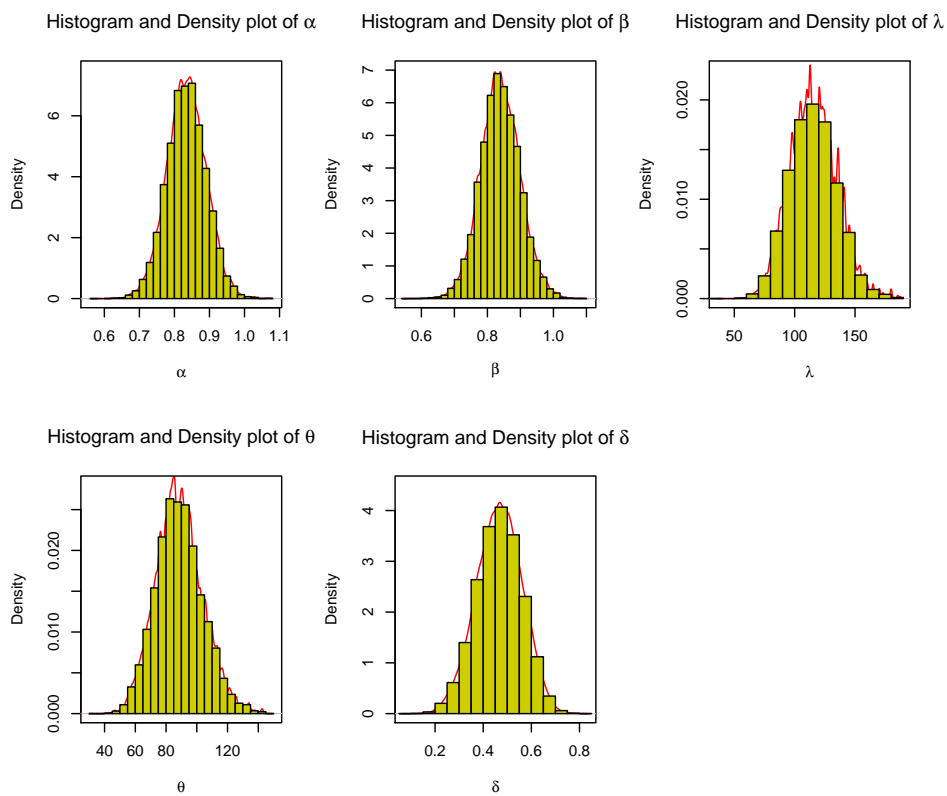 Histogram and Density plot of α
Density
0
2
4
6
0.6 0.7 0.8 0.9 1.0 1.1
α
Histogram and Density plot of β
Density
0
1
2
3
4
5
6
7
0.6 0.8 1.0
β
Histogram and Density plot of λ
Density
0.000
0.010
0.020
50 100 150
λ
Histogram and Density plot of θ
Density
0.000
0.010
0.020
40 60 80 120
θ
Histogram and Density plot of δ
Density
0
1
2
3
4
0.2 0.4 0.6 0.8
δ